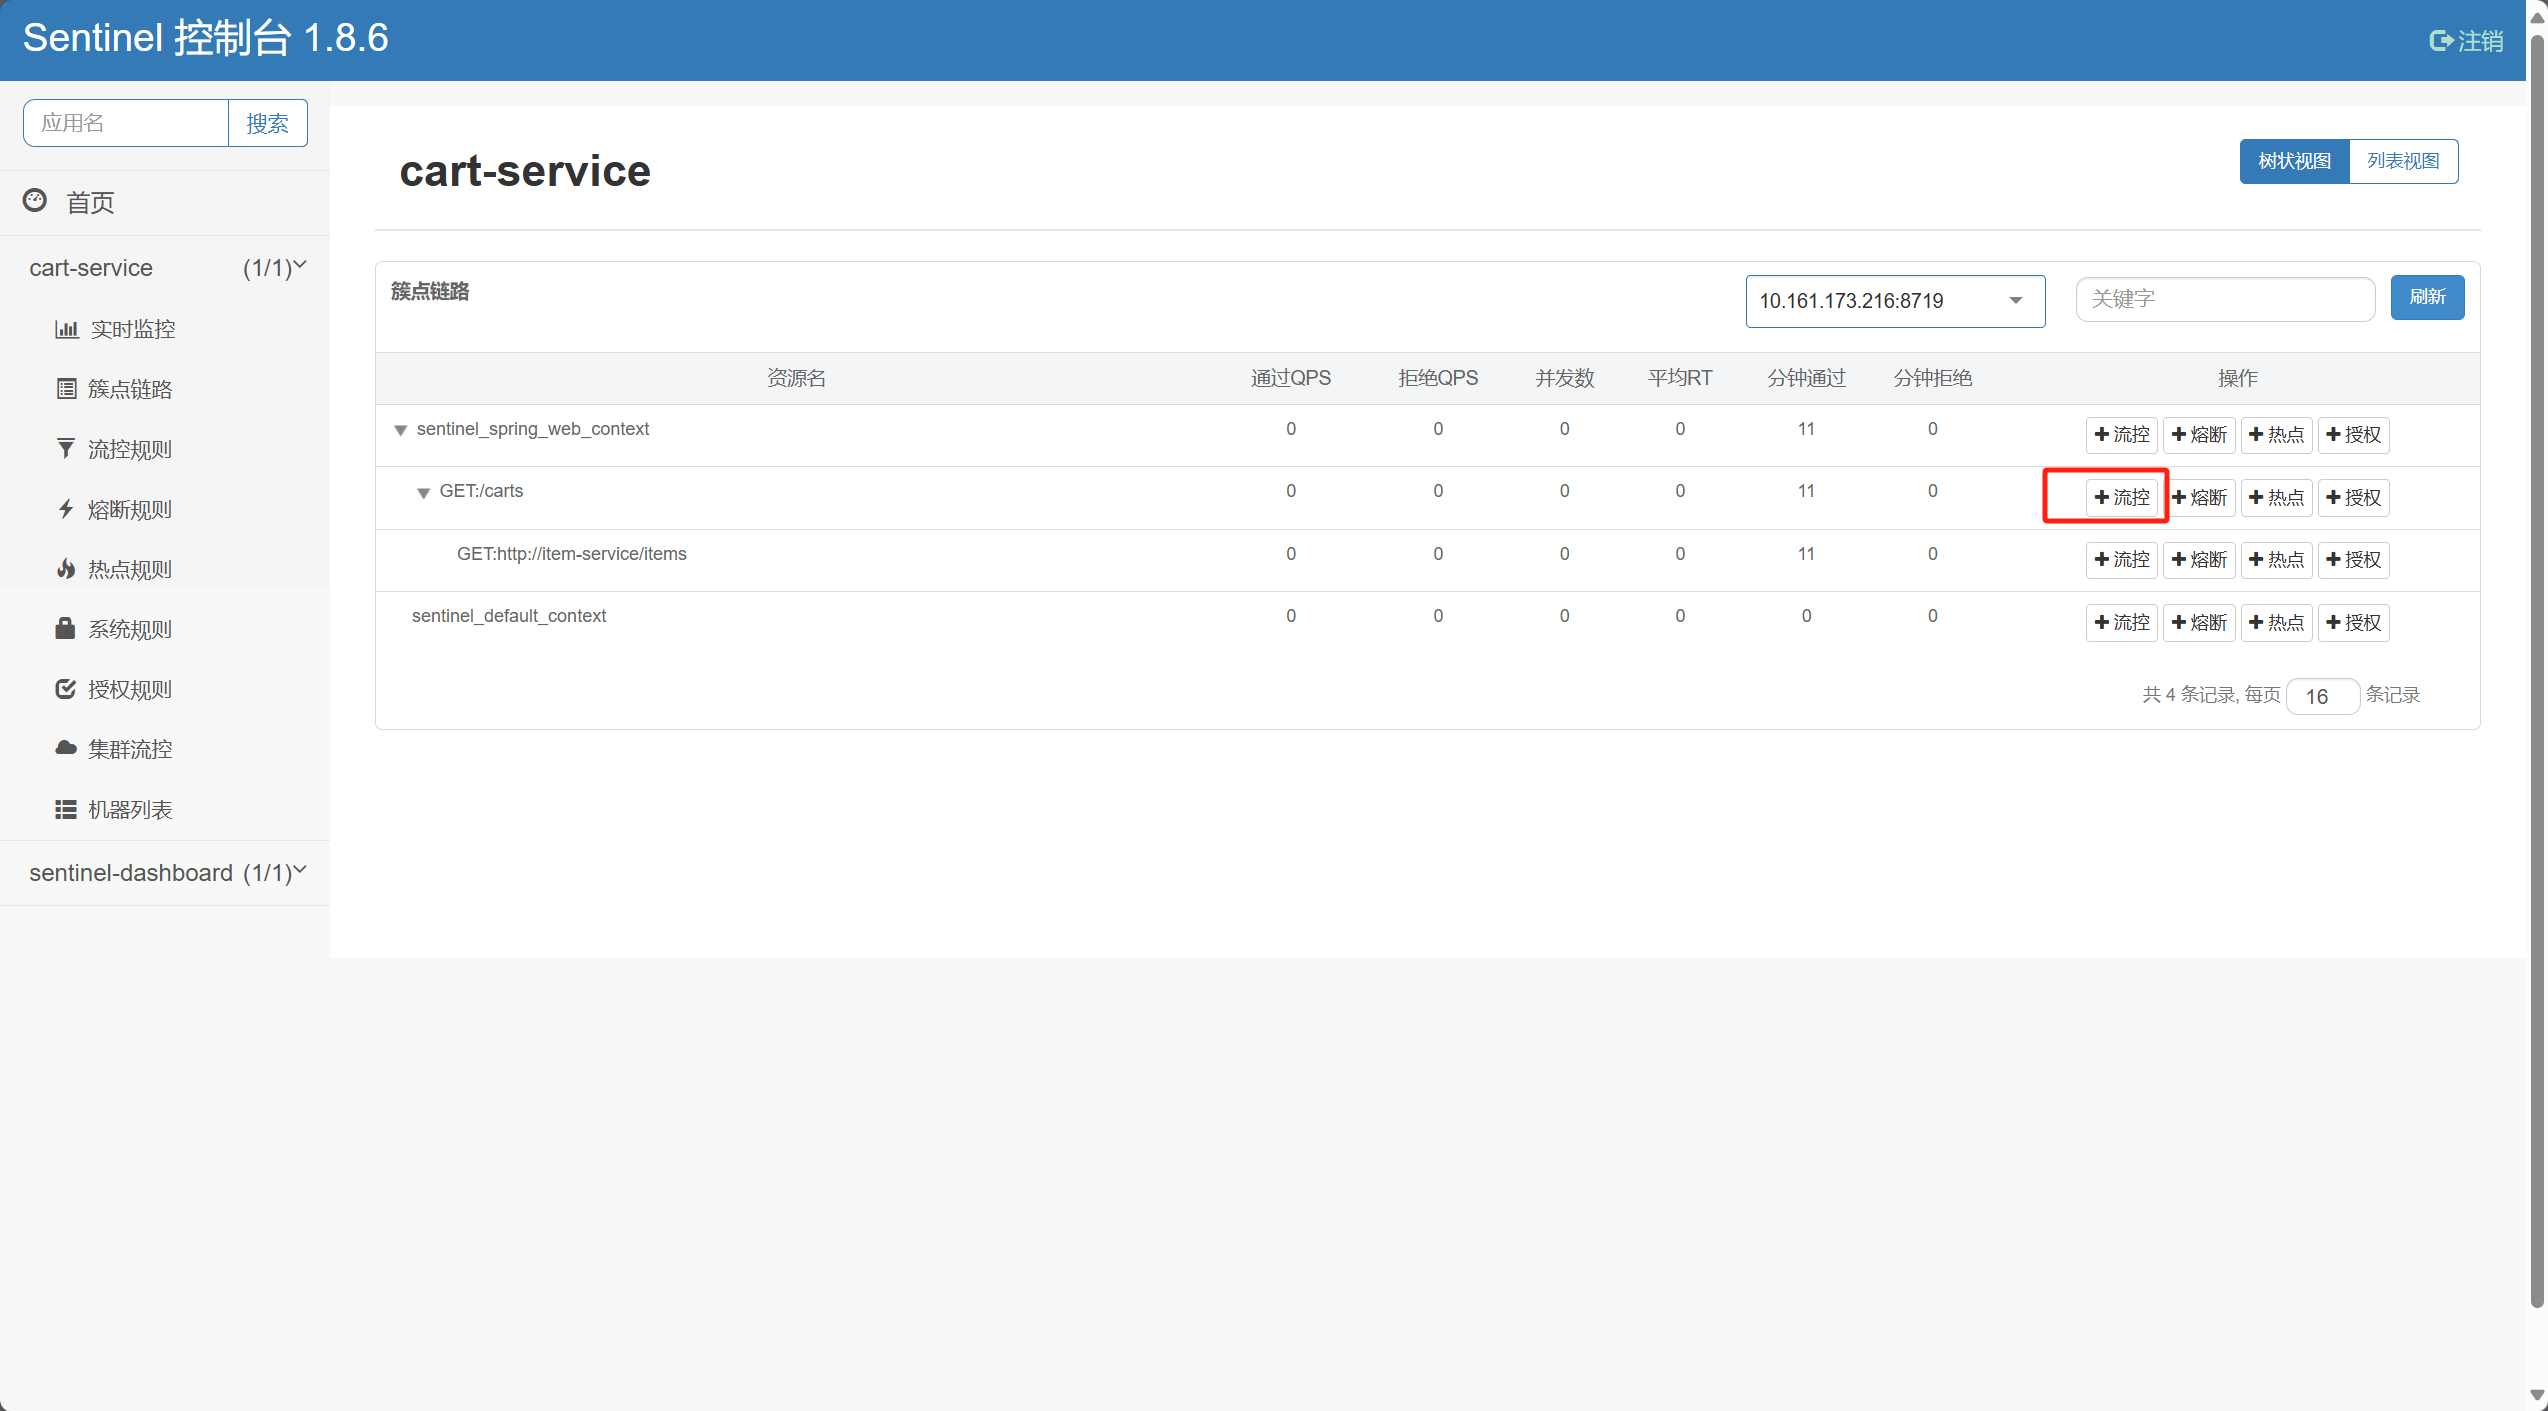 Sentinel 控制台 1.8.6
注销
应用名 搜索
首页
cart-service (1/1)
实时监控
簇点链路
流控规则
熔断规则
热点规则
系统规则
授权规则
集群流控
机器列表
sentinel-dashboard (1/1)
cart-service
树状视图 列表视图
簇点链路 10.161.173.216:8719 关键字 刷新
资源名 通过QPS 拒绝QPS 并发数 平均RT 分钟通过 分钟拒绝 操作
sentinel_spring_web_context 0 0 0 0 11 0 流控 熔断 热点 授权
GET:/carts 0 0 0 0 11 0 流控 熔断 热点 授权
GET:http://item-service/items 0 0 0 0 11 0 流控 熔断 热点 授权
sentinel_default_context 0 0 0 0 0 0 流控 熔断 热点 授权
共 4 条记录, 每页 16 条记录